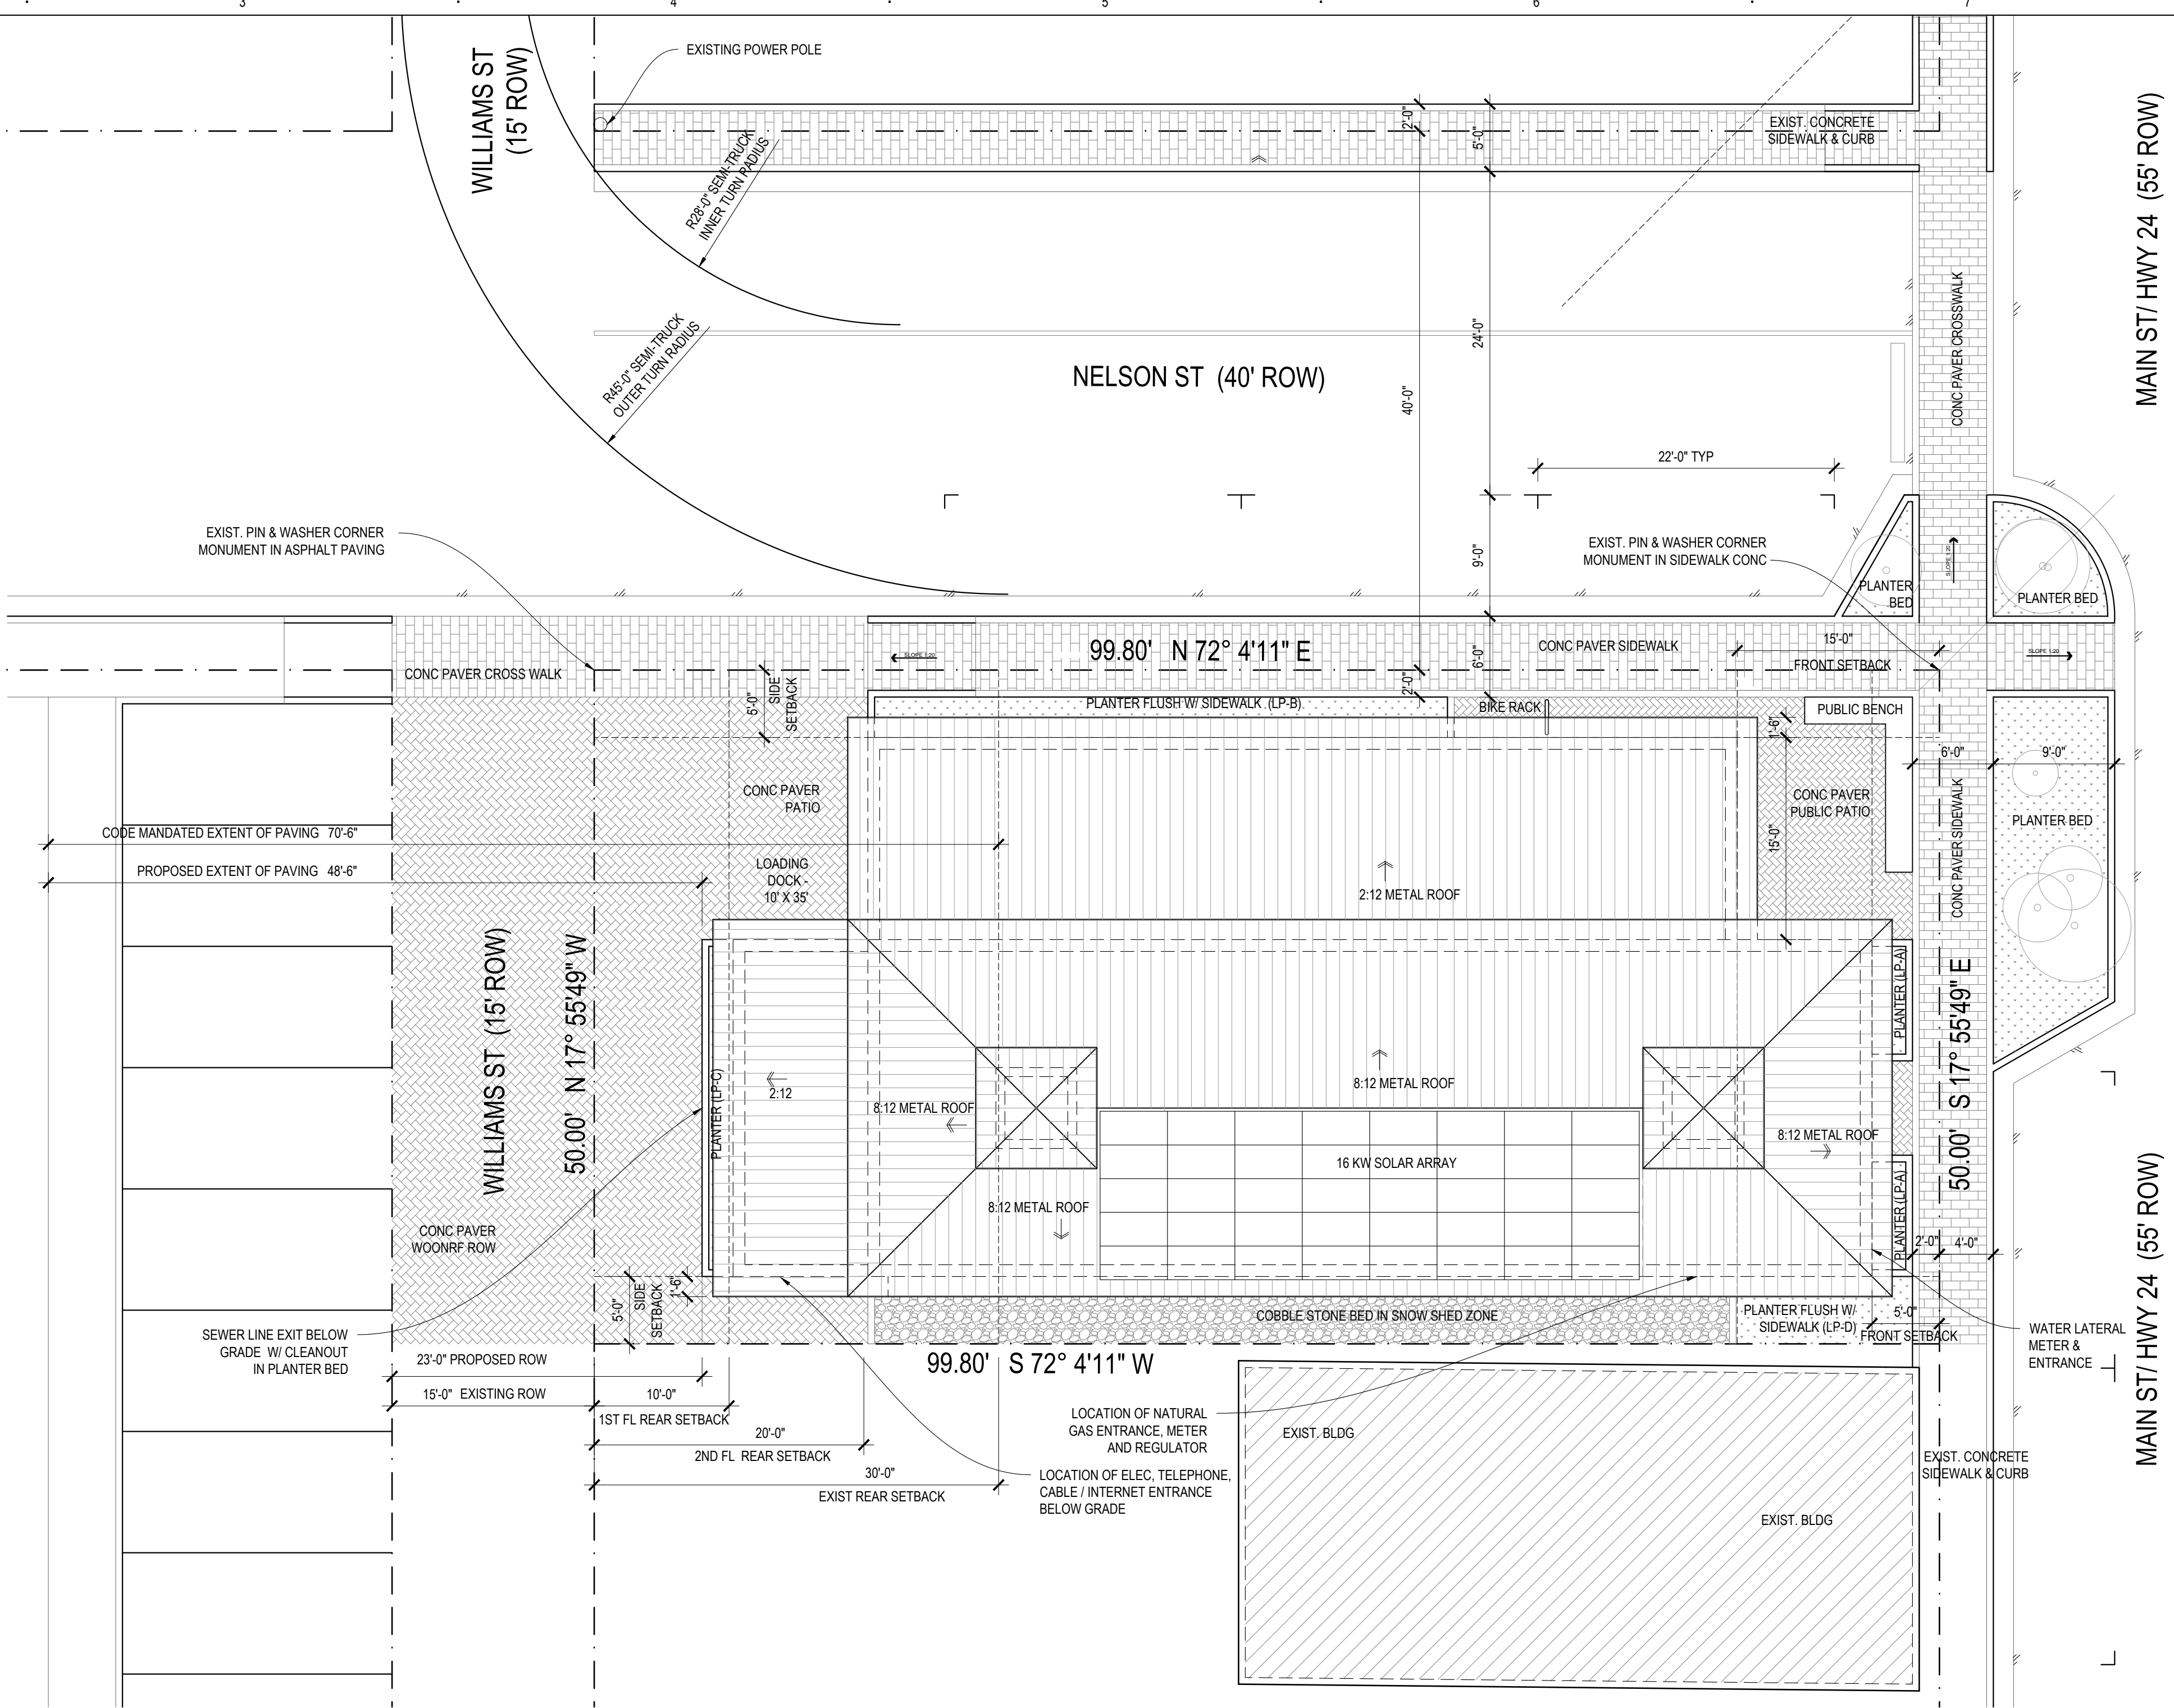 3
4
5
6
7
WILLIAMS ST
(15' ROW)
EXISTING POWER POLE
R28'-0" SEMI-TRUCK
INNER TURN RADIUS
R45'-0" SEMI-TRUCK
OUTER TURN RADIUS
2'-0"
5'-0"
EXIST. CONCRETE
SIDEWALK & CURB
MAIN ST/ HWY 24 (55' ROW)
CONC PAVER CROSSWALK
24'-0"
40'-0"
NELSON ST (40' ROW)
22'-0" TYP
EXIST. PIN & WASHER CORNER
MONUMENT IN ASPHALT PAVING
EXIST. PIN & WASHER CORNER
MONUMENT IN SIDEWALK CONC
9'-0"
SLOPE 1:20
PLANTER
BED
PLANTER BED
CONC PAVER CROSS WALK
SLOPE 1:20
99.80' N 72° 4'11" E
6'-0"
CONC PAVER SIDEWALK
15'-0"
FRONT SETBACK
SLOPE 1:20
5'-0"
SIDE
SETBACK
2'-0"
PLANTER FLUSH W/ SIDEWALK (LP-B)
BIKE RACK
PUBLIC BENCH
1'-6"
6'-0"
9'-0"
CONC PAVER
PATIO
CONC PAVER
PUBLIC PATIO
15'-0"
CONC PAVER SIDEWALK
PLANTER BED
CODE MANDATED EXTENT OF PAVING 70'-6"
PROPOSED EXTENT OF PAVING 48'-6"
LOADING
DOCK -
10' X 35'
2:12 METAL ROOF
WILLIAMS ST (15' ROW)
50.00' N 17° 55'49" W
PLANTER (LP-C)
2:12
8:12 METAL ROOF
8:12 METAL ROOF
8:12 METAL ROOF
8:12 METAL ROOF
16 KW SOLAR ARRAY
PLANTER (LP-A)
PLANTER (LP-A)
50.00' S 17° 55'49" E
CONC PAVER
WOONRF ROW
2'-0"
4'-0"
5'-0"
SIDE
SETBACK
1'-6"
COBBLE STONE BED IN SNOW SHED ZONE
PLANTER FLUSH W/
SIDEWALK (LP-D)
5'-0"
FRONT SETBACK
SEWER LINE EXIT BELOW
GRADE W/ CLEANOUT
IN PLANTER BED
WATER LATERAL
METER &
ENTRANCE
MAIN ST/ HWY 24 (55' ROW)
99.80' S 72° 4'11" W
23'-0" PROPOSED ROW
15'-0" EXISTING ROW
10'-0"
1ST FL REAR SETBACK
20'-0"
2ND FL REAR SETBACK
30'-0"
EXIST REAR SETBACK
LOCATION OF NATURAL
GAS ENTRANCE, METER
AND REGULATOR
LOCATION OF ELEC, TELEPHONE,
CABLE / INTERNET ENTRANCE
BELOW GRADE
EXIST. BLDG
EXIST. BLDG
EXIST. CONCRETE
SIDEWALK & CURB